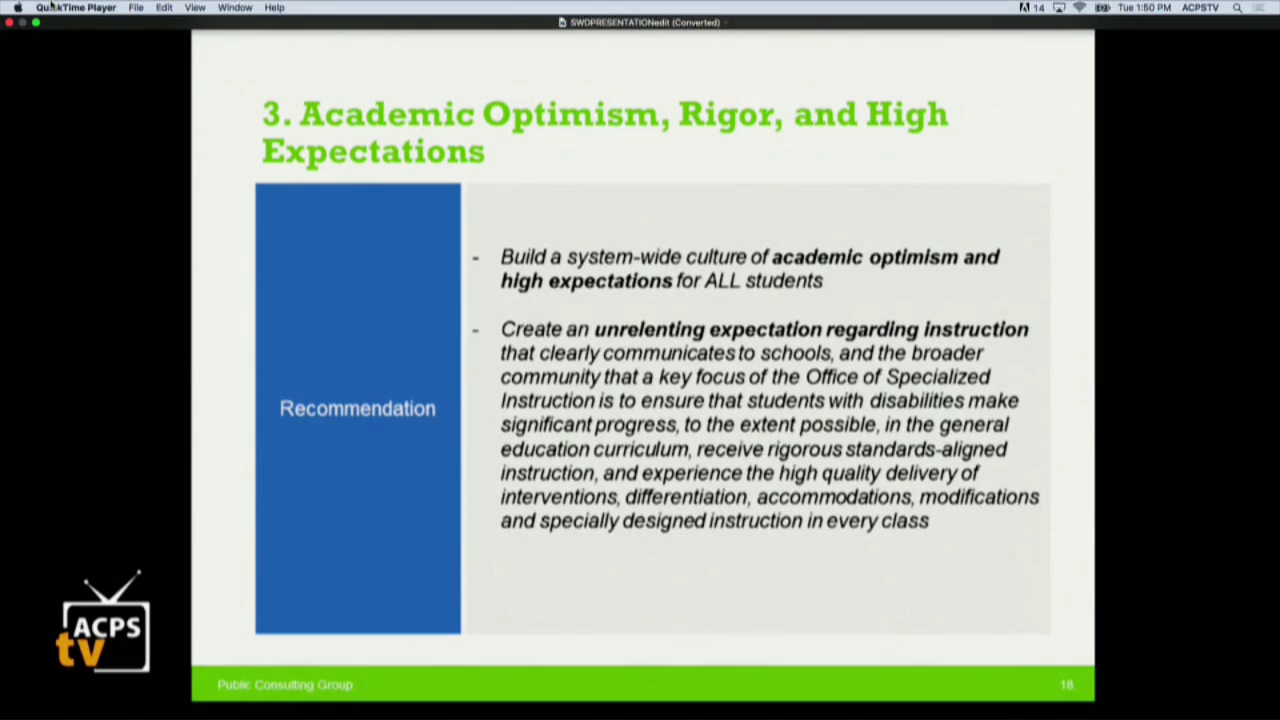 QuickTime Player File Edit View Window Help 14 Tue 1:50 PM ACPSTV
SWDPRESENTATIONedit (Converted)
3. Academic Optimism, Rigor, and High
Expectations
Recommendation
- Build a system-wide culture of academic optimism and
high expectations for ALL students
- Create an unrelenting expectation regarding instruction
that clearly communicates to schools, and the broader
community that a key focus of the Office of Specialized
Instruction is to ensure that students with disabilities make
significant progress, to the extent possible, in the general
education curriculum, receive rigorous standards-aligned
instruction, and experience the high quality delivery of
interventions, differentiation, accommodations, modifications
and specially designed instruction in every class
ACPS
tv
Public Consulting Group 18